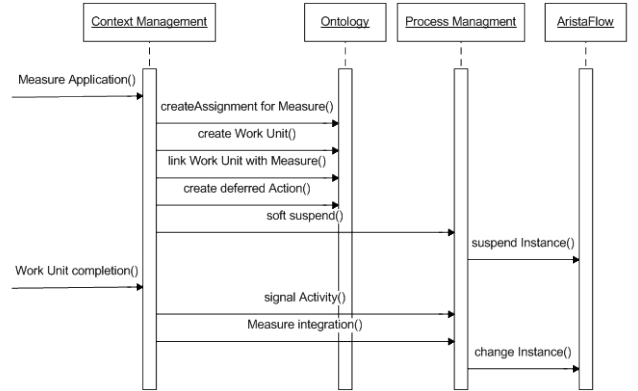 Context Management
Ontology
Process Managment
AristaFlow
Measure Application()
createAssignment for Measure()
create Work Unit()
link Work Unit with Measure()
create deferred Action()
soft suspend()
suspend Instance()
Work Unit completion()
signal Activity()
Measure integration()
change Instance()